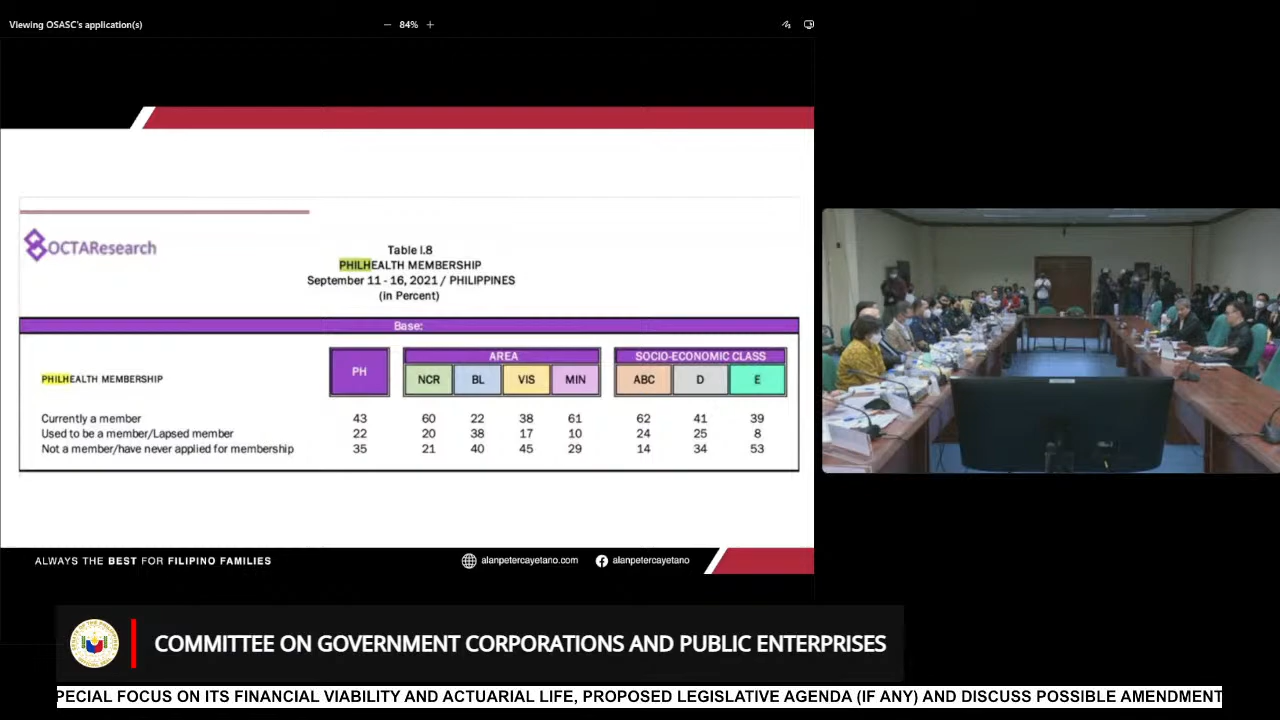 Viewing OSASC's application(s)
84%
OCTAResearch
Table I.8
PHILHEALTH MEMBERSHIP
September 11 - 16, 2021 / PHILIPPINES
(in Percent)
Base:
PHILHEALTH MEMBERSHIP
PH
AREA
SOCIO-ECONOMIC CLASS
NCR BL VIS MIN ABC D E
Currently a member 43 60 22 38 61 62 41 39
Used to be a member/Lapsed member 22 20 38 17 10 24 25 8
Not a member/have never applied for membership 35 21 40 45 29 14 34 53
ALWAYS THE BEST FOR FILIPINO FAMILIES
alanpetercayetano.com
alanpetercayetano
COMMITTEE ON GOVERNMENT CORPORATIONS AND PUBLIC ENTERPRISES
PECIAL FOCUS ON ITS FINANCIAL VIABILITY AND ACTUARIAL LIFE, PROPOSED LEGISLATIVE AGENDA (IF ANY) AND DISCUSS POSSIBLE AMENDMENT